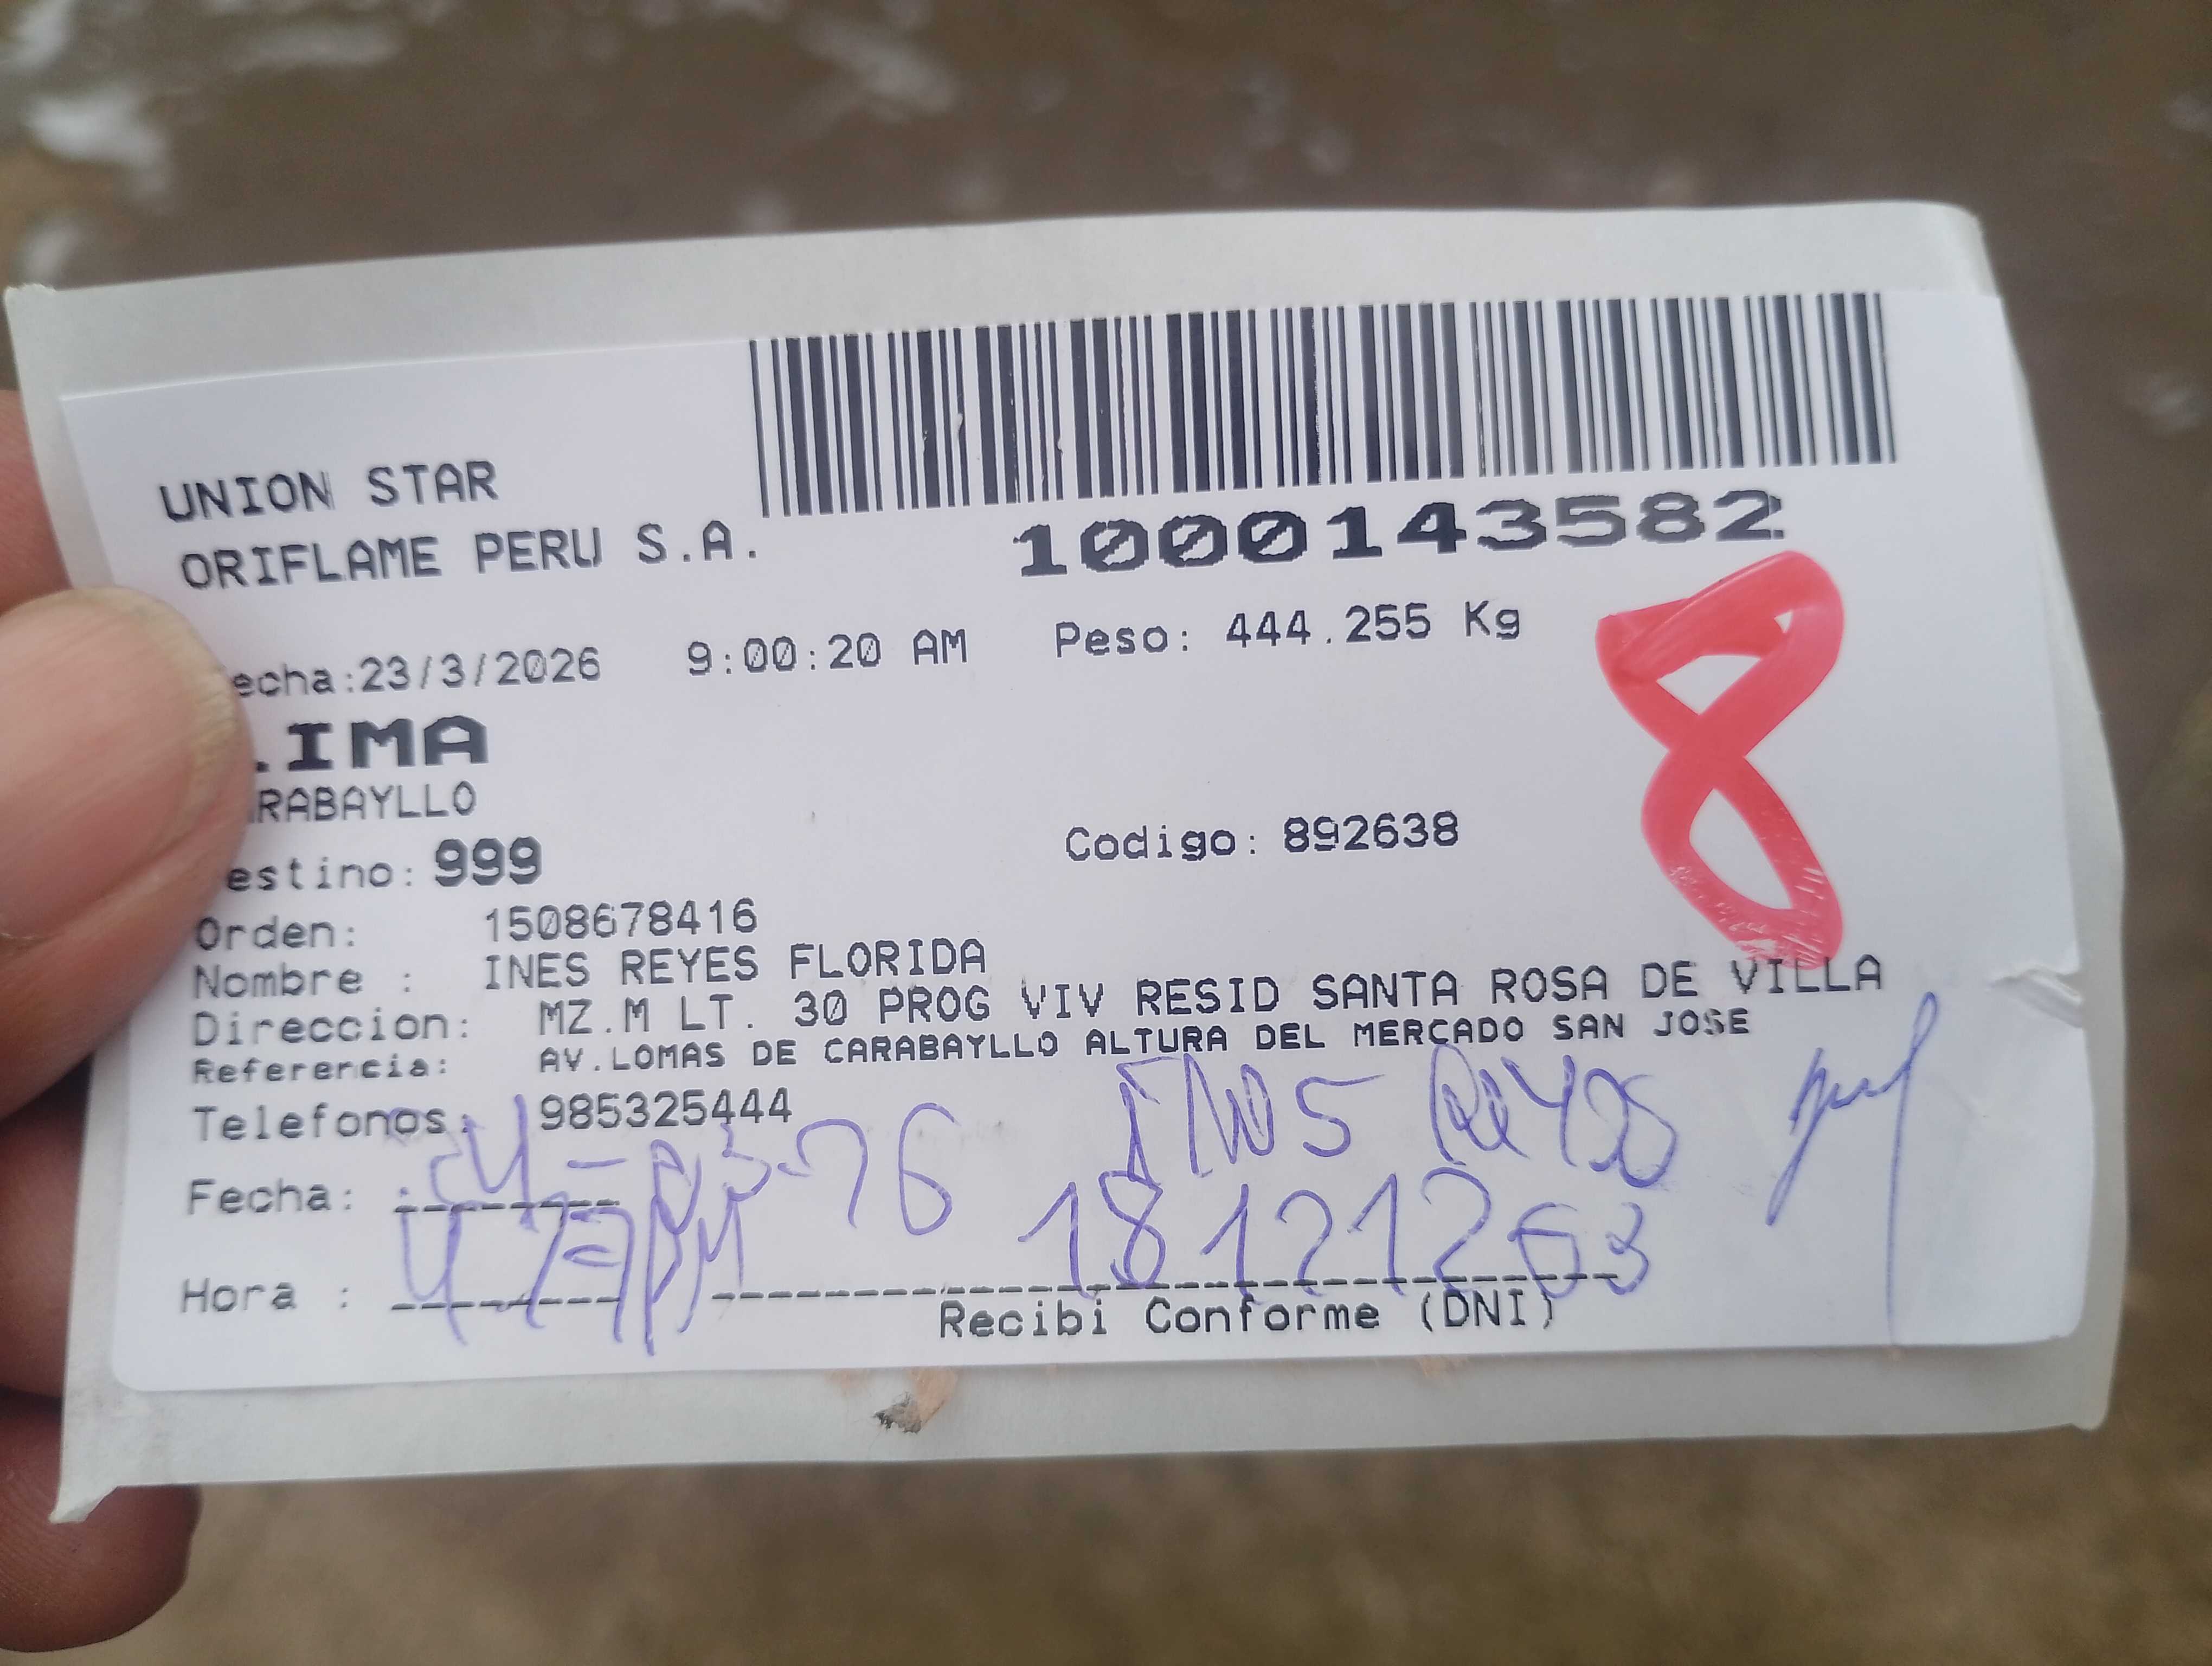 UNION STAR
ORIFLAME PERU S.A.
1000143582
echa:23/3/2026 9:00:20 AM Peso: 444.255 Kg
8
IMA
RABAYLLO
estino: 999 Codigo: 892638
Orden: 1508678416
Nombre : INES REYES FLORIDA
Direccion: MZ.M LT. 30 PROG VIV RESID SANTA ROSA DE VILLA
Referencia: AV.LOMAS DE CARABAYLLO ALTURA DEL MERCADO SAN JOSE
Telefonos: 985325444
Fecha:
18121263
Hora :
Recibi Conforme (DNI)